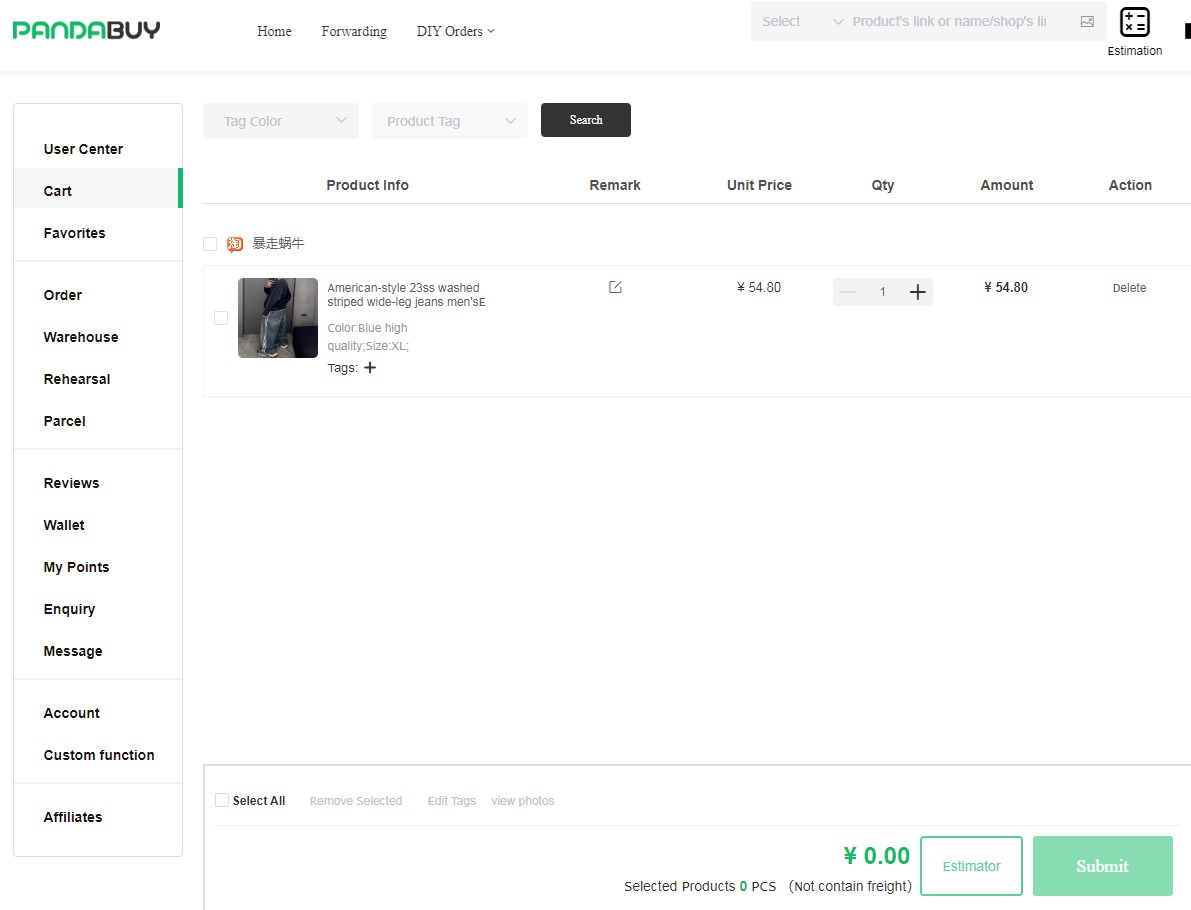 PANDABUY
Home
Forwarding
DIY Orders
Select
Product's link or name/shop's li
Estimation
User Center
Cart
Favorites
Order
Warehouse
Rehearsal
Parcel
Reviews
Wallet
My Points
Enquiry
Message
Account
Custom function
Affiliates
Tag Color
Product Tag
Search
Product Info
Remark
Unit Price
Qty
Amount
Action
淘
暴走蜗牛
American-style 23ss washed
striped wide-leg jeans men'sE
Color:Blue high
quality;Size:XL;
Tags:
¥ 54.80
1
¥ 54.80
Delete
Select All
Remove Selected
Edit Tags
view photos
¥ 0.00
Selected Products 0 PCS (Not contain freight)
Estimator
Submit